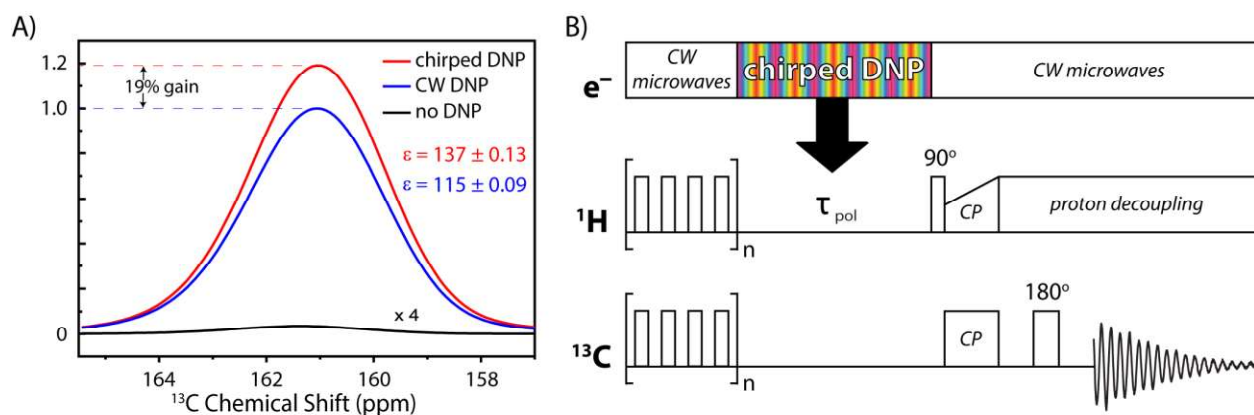 A)
1.2
1.0
0
19% gain
chirped DNP
CW DNP
no DNP
ε = 137 ± 0.13
ε = 115 ± 0.09
x 4
164
162
160
158
¹³C Chemical Shift (ppm)
B)
e⁻
CW
microwaves
chirped DNP
CW microwaves
¹H
n
τpol
90°
CP
proton decoupling
¹³C
n
CP
180°